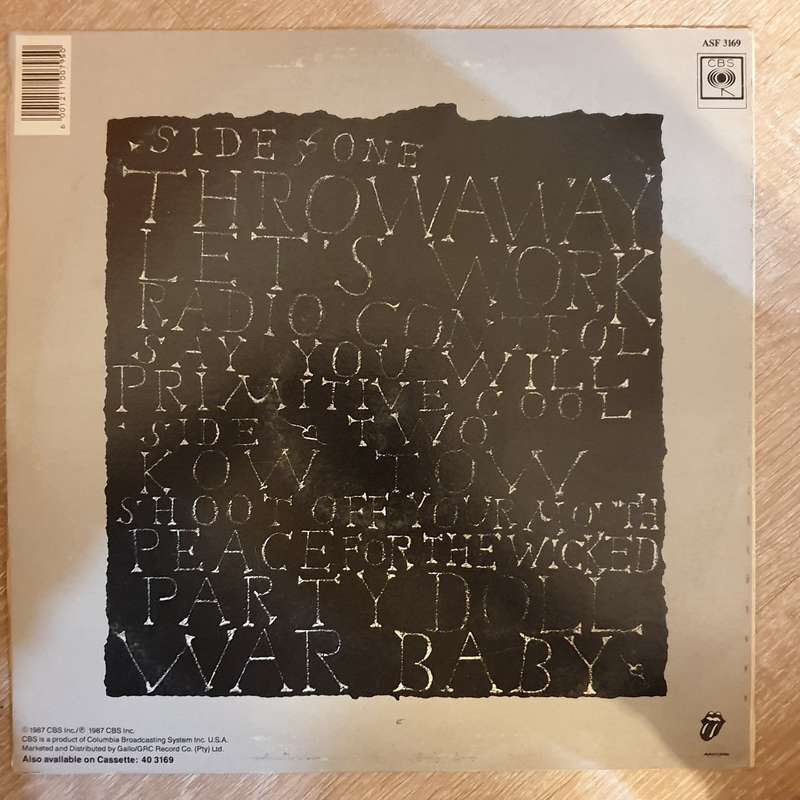 ASF 3169
CBS
6 001211 007950
SIDE ONE
THROWAWAY
LET'S WORK
RADIO CONTROL
SAY YOU WILL
PRIMITIVE COOL
SIDE TWO
KOW TOW
SHOOT OFF YOUR MOUTH
PEACE FOR THE WICKED
PARTY DOLL
WAR BABY
© 1987 CBS Inc./℗ 1987 CBS Inc.
CBS is a product of Columbia Broadcasting System Inc. U.S.A.
Marketed and Distributed by Gallo/GRC Record Co. (Pty) Ltd.
Also available on Cassette: 40 3169